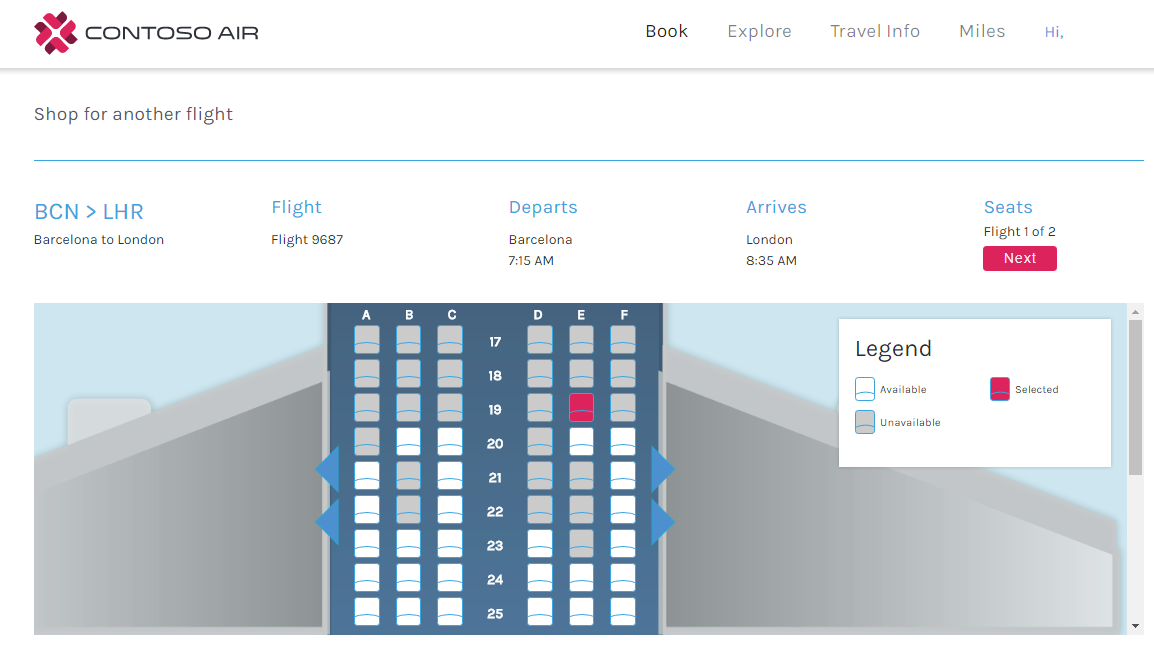 CONTOSO AIR
Book Explore Travel Info Miles Hi,
Shop for another flight
BCN > LHR
Barcelona to London
Flight
Flight 9687
Departs
Barcelona
7:15 AM
Arrives
London
8:35 AM
Seats
Flight 1 of 2
Next
A B C D E F
17
18
19
20
21
22
23
24
25
Legend
Available Selected
Unavailable